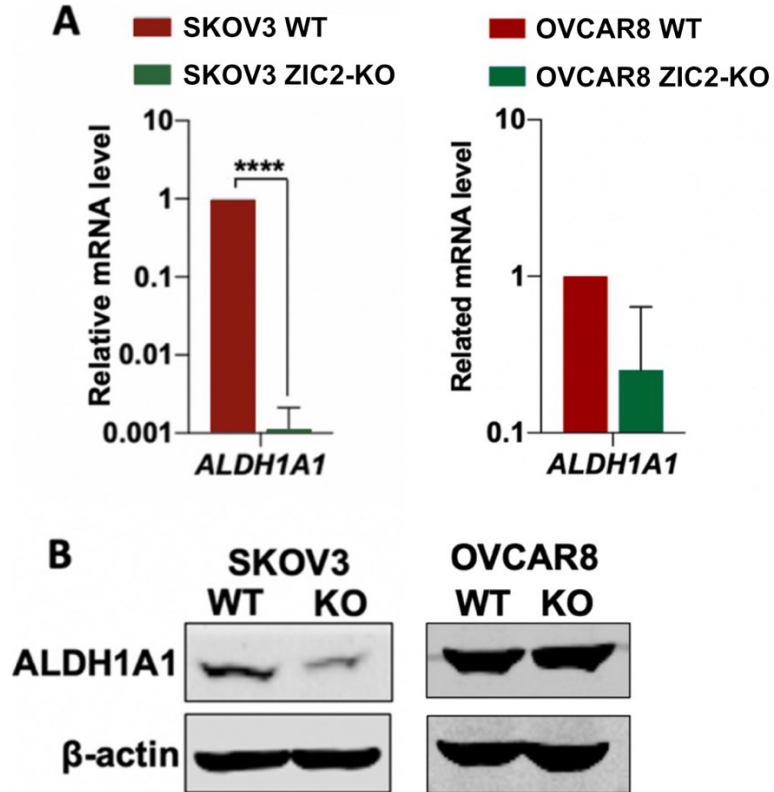 A
SKOV3 WT
SKOV3 ZIC2-KO
Relative mRNA level
10
1
0.1
0.01
0.001
****
ALDH1A1
OVCAR8 WT
OVCAR8 ZIC2-KO
Related mRNA level
10
1
0.1
ALDH1A1
B
SKOV3
WT KO
OVCAR8
WT KO
ALDH1A1
β-actin